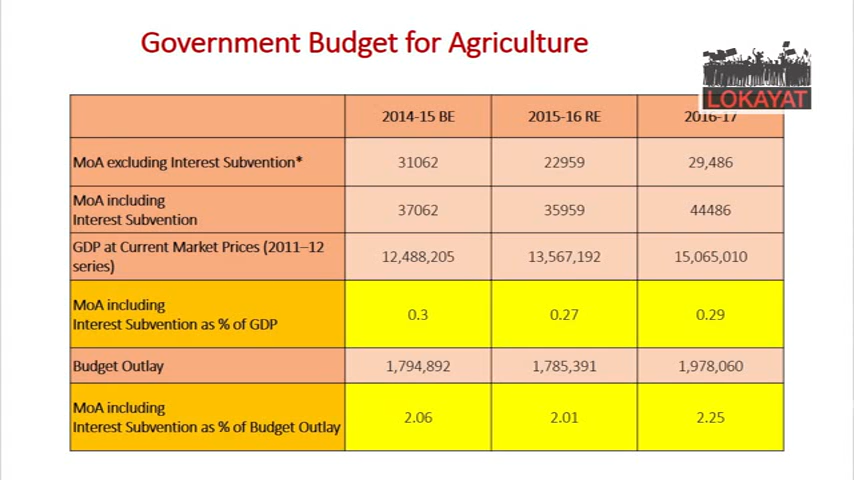 Government Budget for Agriculture
LOKAYAT
2014-15 BE 2015-16 RE 2016-17
MoA excluding Interest Subvention* 31062 22959 29,486
MoA including
Interest Subvention 37062 35959 44486
GDP at Current Market Prices (2011–12
series) 12,488,205 13,567,192 15,065,010
MoA including
Interest Subvention as % of GDP 0.3 0.27 0.29
Budget Outlay 1,794,892 1,785,391 1,978,060
MoA including
Interest Subvention as % of Budget Outlay 2.06 2.01 2.25